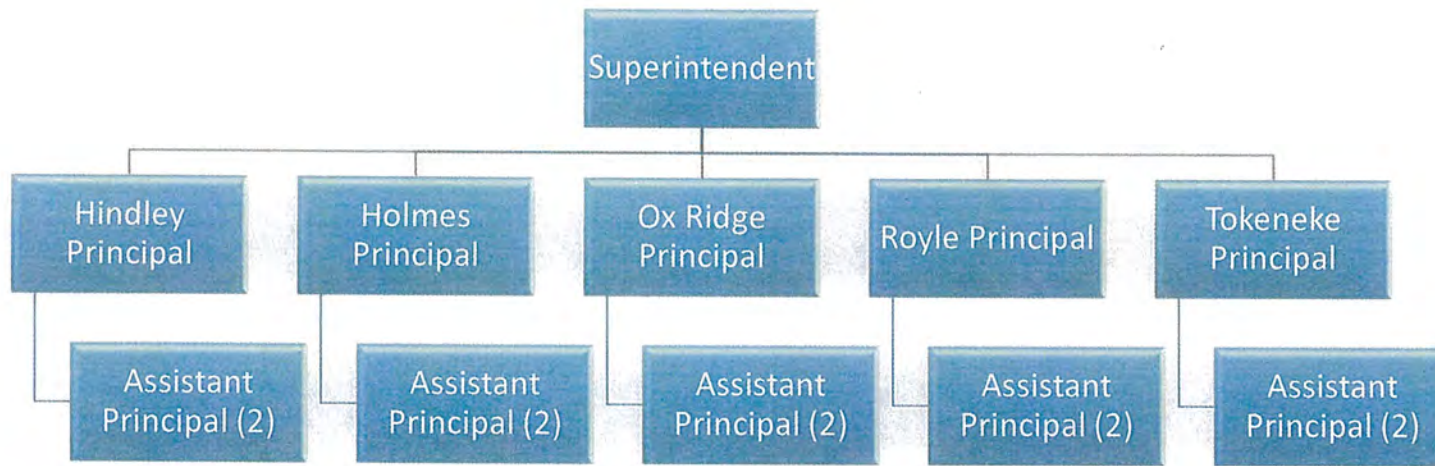 Superintendent
Hindley
Principal
Holmes
Principal
Ox Ridge
Principal
Royle Principal
Tokeneke
Principal
Assistant
Principal (2)
Assistant
Principal (2)
Assistant
Principal (2)
Assistant
Principal (2)
Assistant
Principal (2)